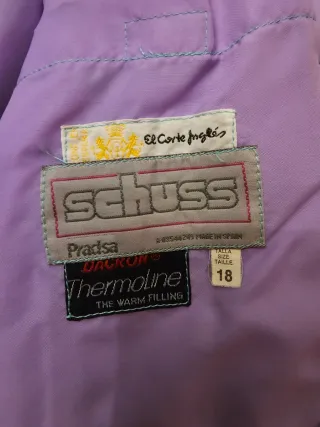 El Corte Inglés
schuss
Pradsa
MADE IN SPAIN
TALLA
SIZE
TAILLE
18
DACRON
Thermoline
THE WARM FILLING